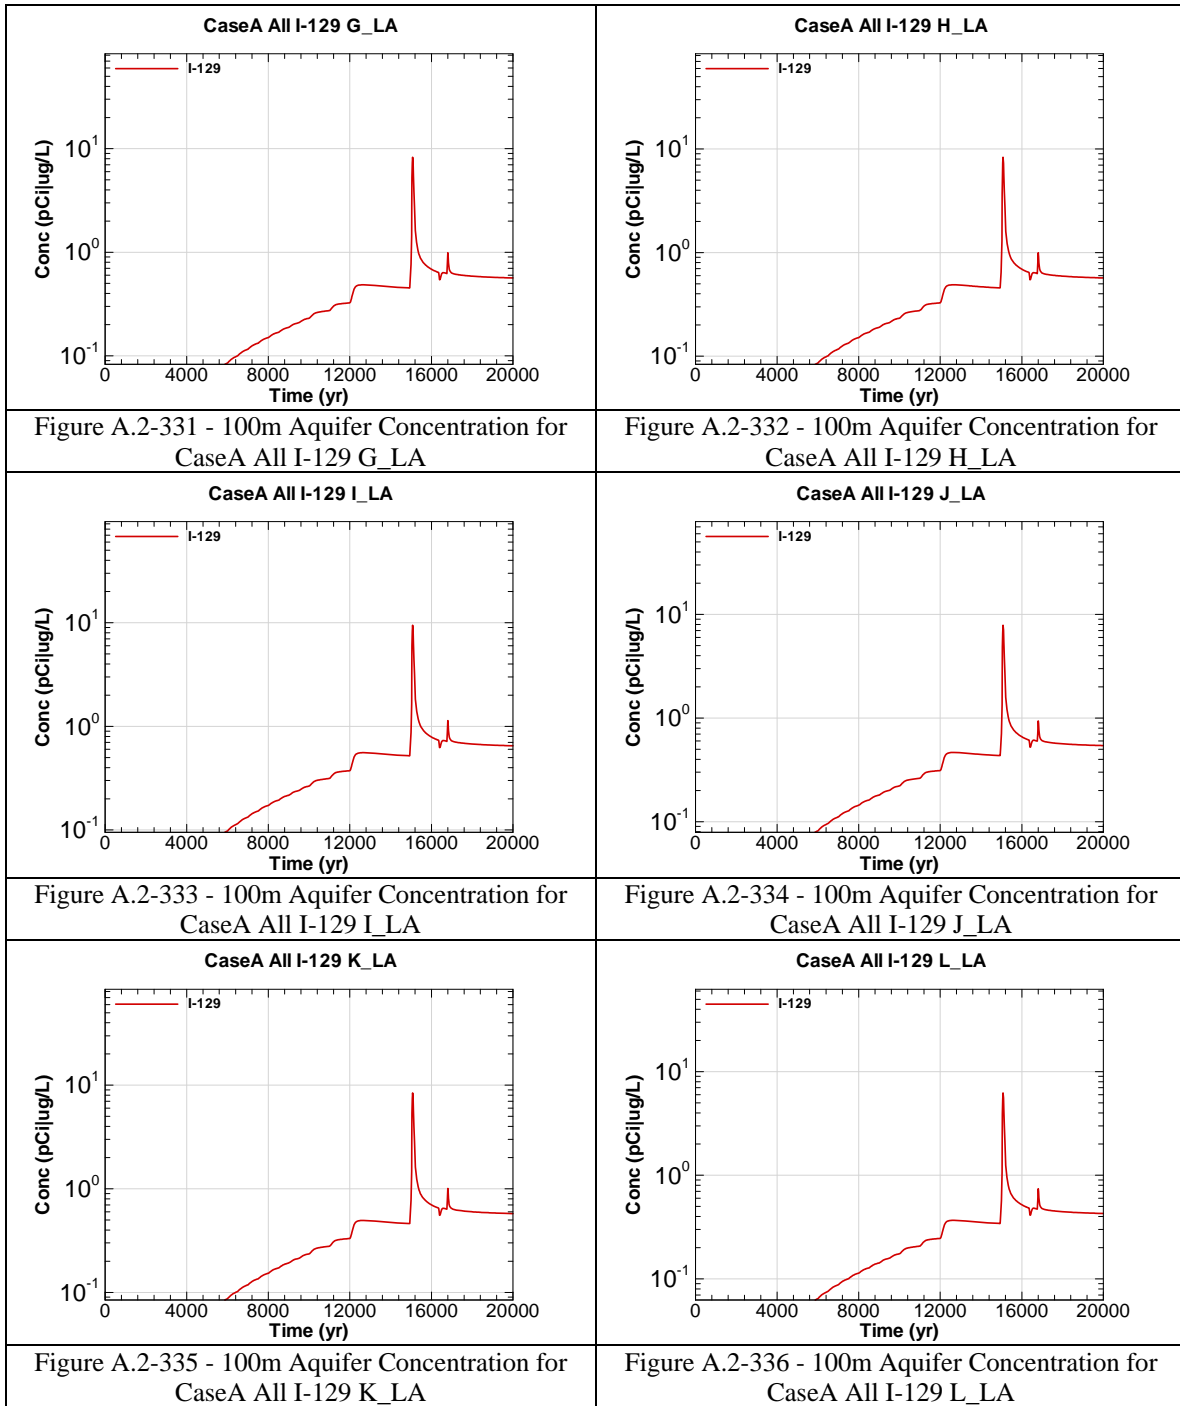 CaseA All I-129 G_LA
I-129
Conc (pCi|ug/L)
10^1
10^0
10^-1
0 4000 8000 12000 16000 20000
Time (yr)
Figure A.2-331 - 100m Aquifer Concentration for
CaseA All I-129 G_LA
CaseA All I-129 H_LA
I-129
Conc (pCi|ug/L)
10^1
10^0
10^-1
0 4000 8000 12000 16000 20000
Time (yr)
Figure A.2-332 - 100m Aquifer Concentration for
CaseA All I-129 H_LA
CaseA All I-129 I_LA
I-129
Conc (pCi|ug/L)
10^1
10^0
10^-1
0 4000 8000 12000 16000 20000
Time (yr)
Figure A.2-333 - 100m Aquifer Concentration for
CaseA All I-129 I_LA
CaseA All I-129 J_LA
I-129
Conc (pCi|ug/L)
10^1
10^0
10^-1
0 4000 8000 12000 16000 20000
Time (yr)
Figure A.2-334 - 100m Aquifer Concentration for
CaseA All I-129 J_LA
CaseA All I-129 K_LA
I-129
Conc (pCi|ug/L)
10^1
10^0
10^-1
0 4000 8000 12000 16000 20000
Time (yr)
Figure A.2-335 - 100m Aquifer Concentration for
CaseA All I-129 K_LA
CaseA All I-129 L_LA
I-129
Conc (pCi|ug/L)
10^1
10^0
10^-1
0 4000 8000 12000 16000 20000
Time (yr)
Figure A.2-336 - 100m Aquifer Concentration for
CaseA All I-129 L_LA